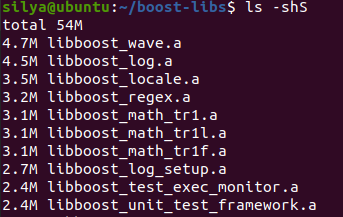 silya@ubuntu:~/boost-libs$ ls -shS
total 54M
4.7M libboost_wave.a
4.5M libboost_log.a
3.5M libboost_locale.a
3.2M libboost_regex.a
3.1M libboost_math_tr1.a
3.1M libboost_math_tr1l.a
3.1M libboost_math_tr1f.a
2.7M libboost_log_setup.a
2.4M libboost_test_exec_monitor.a
2.4M libboost_unit_test_framework.a